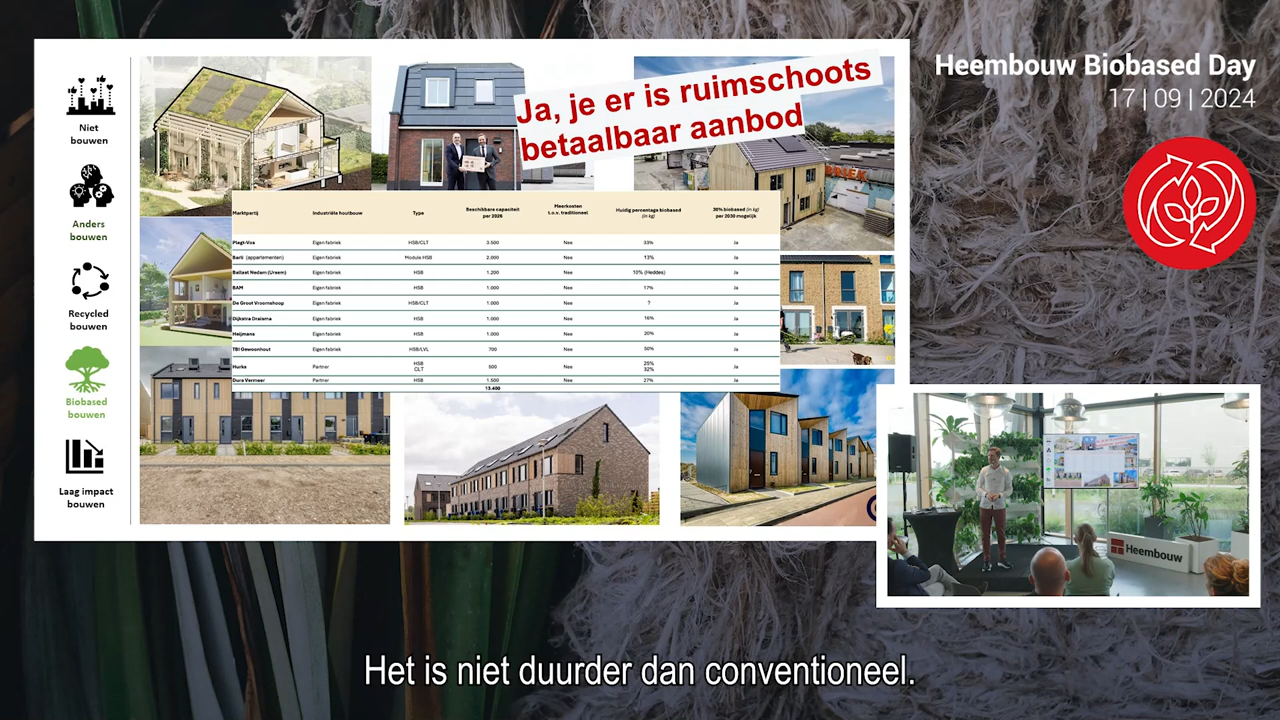 Heembouw Biobased Day
17 | 09 | 2024
Niet
bouwen
Anders
bouwen
Recycled
bouwen
Biobased
bouwen
Laag impact
bouwen
Ja, je er is ruimschoots
betaalbaar aanbod
Marktpartij Industriële houtbouw Type Beschikbare capaciteit per 2026 Meerkosten t.o.v. traditioneel Huidig percentage biobased (in kg) 30% biobased (in kg) per 2030 mogelijk
Plegt-Vos Eigen fabriek HSB/CLT 3.500 Nee 33% Ja
Barli (appartementen) Eigen fabriek Module HSB 2.000 Nee 13% Ja
Ballast Nedam (Ursem) Eigen fabriek HSB 1.200 Nee 10% (Heddes) Ja
BAM Eigen fabriek HSB 1.000 Nee 17% Ja
De Groot Vroomshoop Eigen fabriek HSB/CLT 1.000 Nee ? Ja
Dijkstra Draisma Eigen fabriek HSB 1.000 Nee 16% Ja
Heijmans Eigen fabriek HSB 1.000 Nee 20% Ja
TBI Gewoonhout Eigen fabriek HSB/LVL 700 Nee 50% Ja
Hurks Partner HSB CLT 500 Nee 25% 32% Ja
Dura Vermeer Partner HSB 1.500 Nee 27% Ja
13.400
Heembouw
Het is niet duurder dan conventioneel.